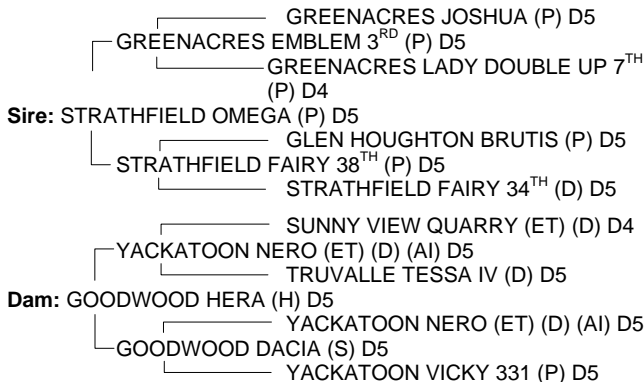 GREENACRES JOSHUA (P) D5
GREENACRES EMBLEM 3RD (P) D5
GREENACRES LADY DOUBLE UP 7TH
(P) D4
Sire: STRATHFIELD OMEGA (P) D5
GLEN HOUGHTON BRUTIS (P) D5
STRATHFIELD FAIRY 38TH (P) D5
STRATHFIELD FAIRY 34TH (D) D5
SUNNY VIEW QUARRY (ET) (D) D4
YACKATOON NERO (ET) (D) (AI) D5
TRUVALLE TESSA IV (D) D5
Dam: GOODWOOD HERA (H) D5
YACKATOON NERO (ET) (D) (AI) D5
GOODWOOD DACIA (S) D5
YACKATOON VICKY 331 (P) D5